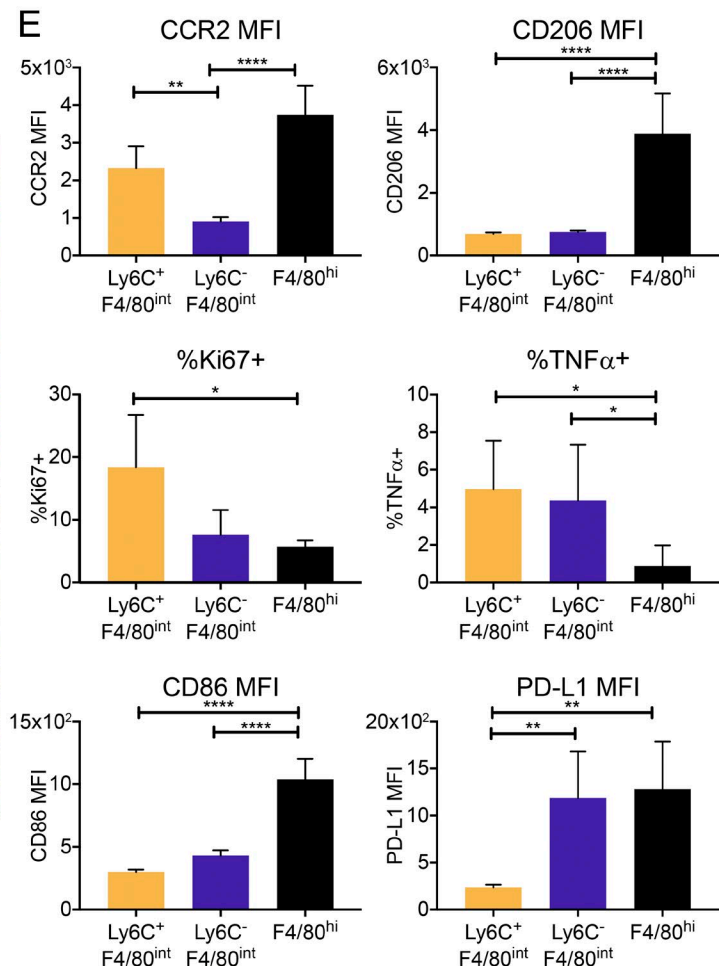 E
CCR2 MFI
CD206 MFI
5x10³
4
3
2
1
0
CCR2 MFI
**
****
Ly6C⁺ Ly6C⁻ F4/80ʰⁱ
F4/80ⁱⁿᵗ F4/80ⁱⁿᵗ
6x10³
4
2
0
CD206 MFI
****
****
Ly6C⁺ Ly6C⁻ F4/80ʰⁱ
F4/80ⁱⁿᵗ F4/80ⁱⁿᵗ
%Ki67+
%TNFα+
30
20
10
0
%Ki67+
*
Ly6C⁺ Ly6C⁻ F4/80ʰⁱ
F4/80ⁱⁿᵗ F4/80ⁱⁿᵗ
10
8
6
4
2
0
%TNFα+
*
*
Ly6C⁺ Ly6C⁻ F4/80ʰⁱ
F4/80ⁱⁿᵗ F4/80ⁱⁿᵗ
CD86 MFI
PD-L1 MFI
15x10²
10
5
0
CD86 MFI
****
****
Ly6C⁺ Ly6C⁻ F4/80ʰⁱ
F4/80ⁱⁿᵗ F4/80ⁱⁿᵗ
20x10²
15
10
5
0
PD-L1 MFI
**
**
Ly6C⁺ Ly6C⁻ F4/80ʰⁱ
F4/80ⁱⁿᵗ F4/80ⁱⁿᵗ